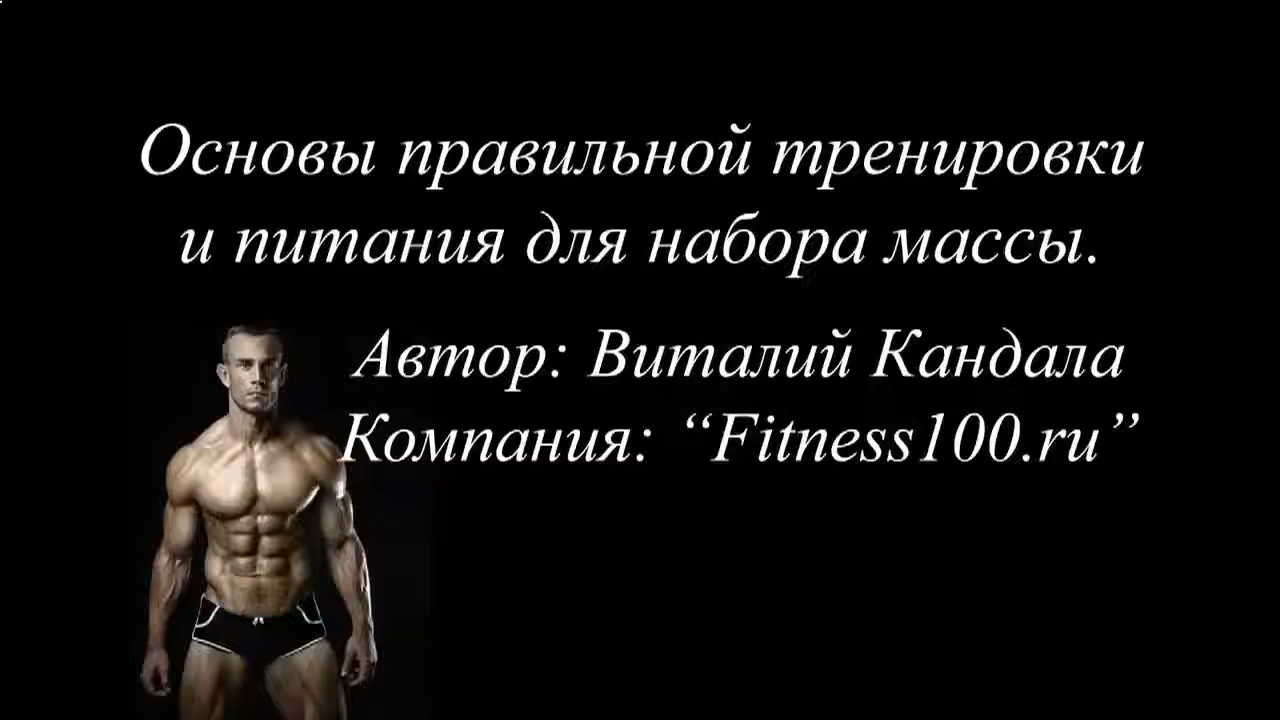 Основы правильной тренировки
и питания для набора массы.
Автор: Виталий Кандала
Компания: “Fitness100.ru”